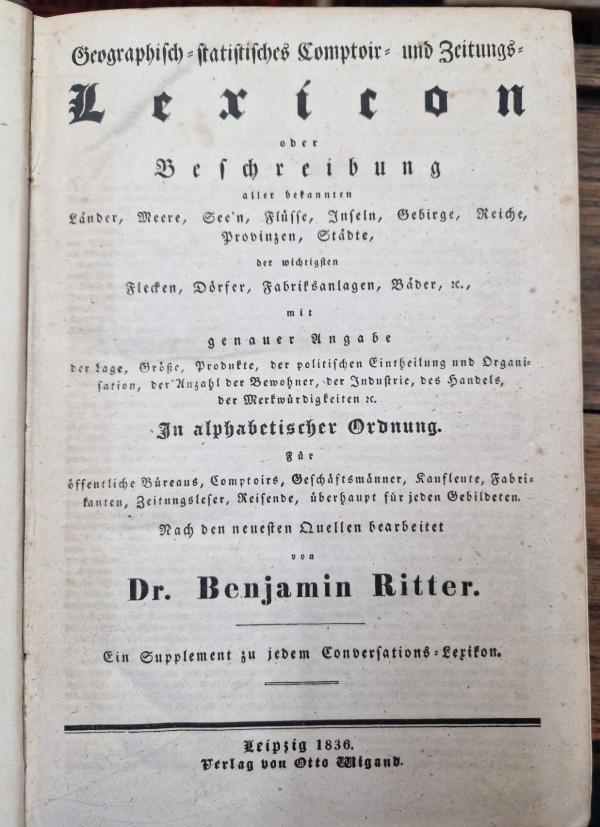 Geographisch-statistisches Comptoir- und Zeitungs-
Lexicon
oder
Beschreibung
aller bekannten
Länder, Meere, See'n, Flüsse, Inseln, Gebirge, Reiche,
Provinzen, Städte,
der wichtigsten
Flecken, Dörfer, Fabriksanlagen, Bäder, ꝛc.,
mit
genauer Angabe
der Lage, Größe, Produkte, der politischen Eintheilung und Organi-
sation, der Anzahl der Bewohner, der Industrie, des Handels,
der Merkwürdigkeiten ꝛc.
In alphabetischer Ordnung.
Für
öffentliche Büreaus, Comptoirs, Geschäftsmänner, Kaufleute, Fabri-
kanten, Zeitungsleser, Reisende, überhaupt für jeden Gebildeten.
Nach den neuesten Quellen bearbeitet
von
Dr. Benjamin Ritter.
Ein Supplement zu jedem Conversations-Lexikon.
Leipzig 1836.
Verlag von Otto Wigand.